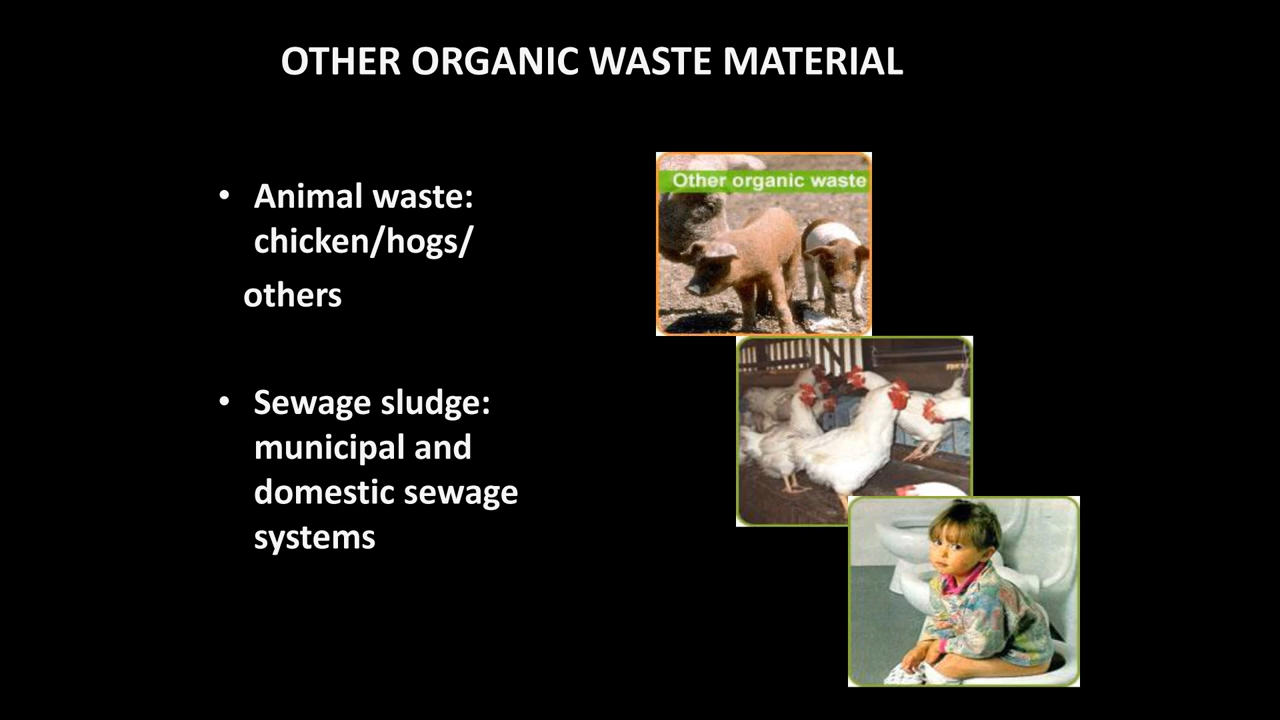 OTHER ORGANIC WASTE MATERIAL
• Animal waste:
chicken/hogs/
others
• Sewage sludge:
municipal and
domestic sewage
systems
Other organic waste